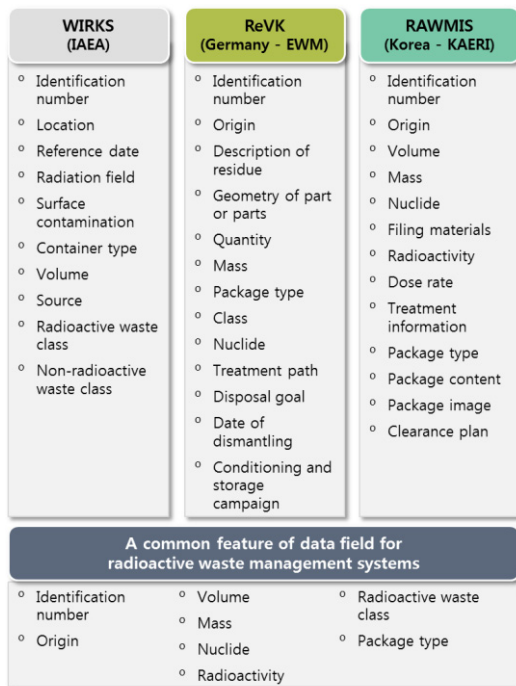 WIRKS
(IAEA)
Identification
number
Location
Reference date
Radiation field
Surface
contamination
Container type
Volume
Source
Radioactive waste
class
Non-radioactive
waste class
ReVK
(Germany - EWM)
Identification
number
Origin
Description of
residue
Geometry of part
or parts
Quantity
Mass
Package type
Class
Nuclide
Treatment path
Disposal goal
Date of
dismantling
Conditioning and
storage
campaign
RAWMIS
(Korea - KAERI)
Identification
number
Origin
Volume
Mass
Nuclide
Filing materials
Radioactivity
Dose rate
Treatment
information
Package type
Package content
Package image
Clearance plan
A common feature of data field for
radioactive waste management systems
Identification
number
Origin
Volume
Mass
Nuclide
Radioactivity
Radioactive waste
class
Package type